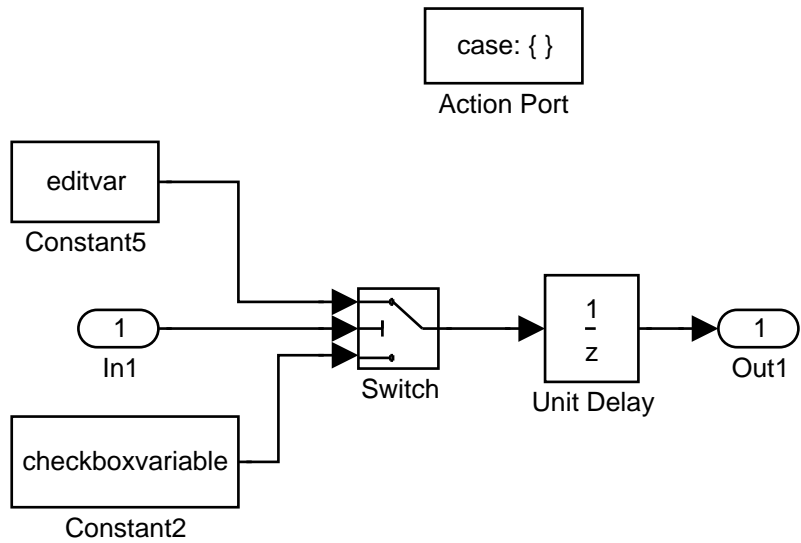 case: { }
Action Port
editvar
Constant5
1
In1
Switch
1
z
Unit Delay
1
Out1
checkboxvariable
Constant2